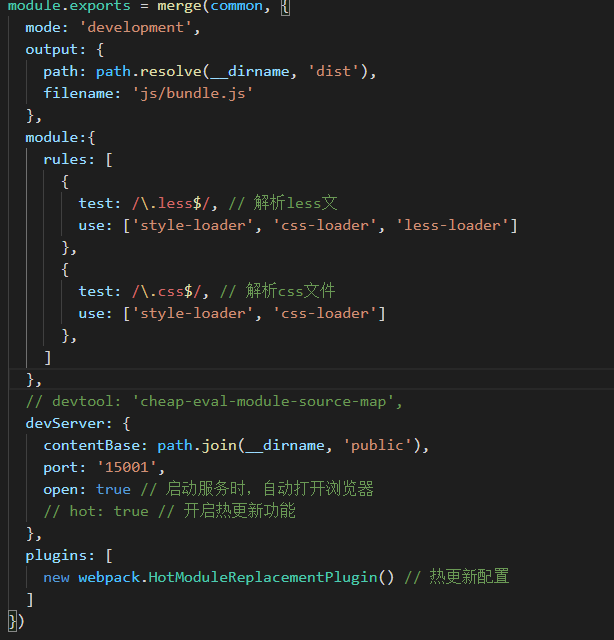 module.exports = merge(common, {
  mode: 'development',
  output: {
    path: path.resolve(__dirname, 'dist'),
    filename: 'js/bundle.js'
  },
  module:{
    rules: [
      {
        test: /\.less$/, // 解析less文
        use: ['style-loader', 'css-loader', 'less-loader']
      },
      {
        test: /\.css$/, // 解析css文件
        use: ['style-loader', 'css-loader']
      },
    ]
  },
  // devtool: 'cheap-eval-module-source-map',
  devServer: {
    contentBase: path.join(__dirname, 'public'),
    port: '15001',
    open: true // 启动服务时，自动打开浏览器
    // hot: true // 开启热更新功能
  },
  plugins: [
    new webpack.HotModuleReplacementPlugin() // 热更新配置
  ]
})